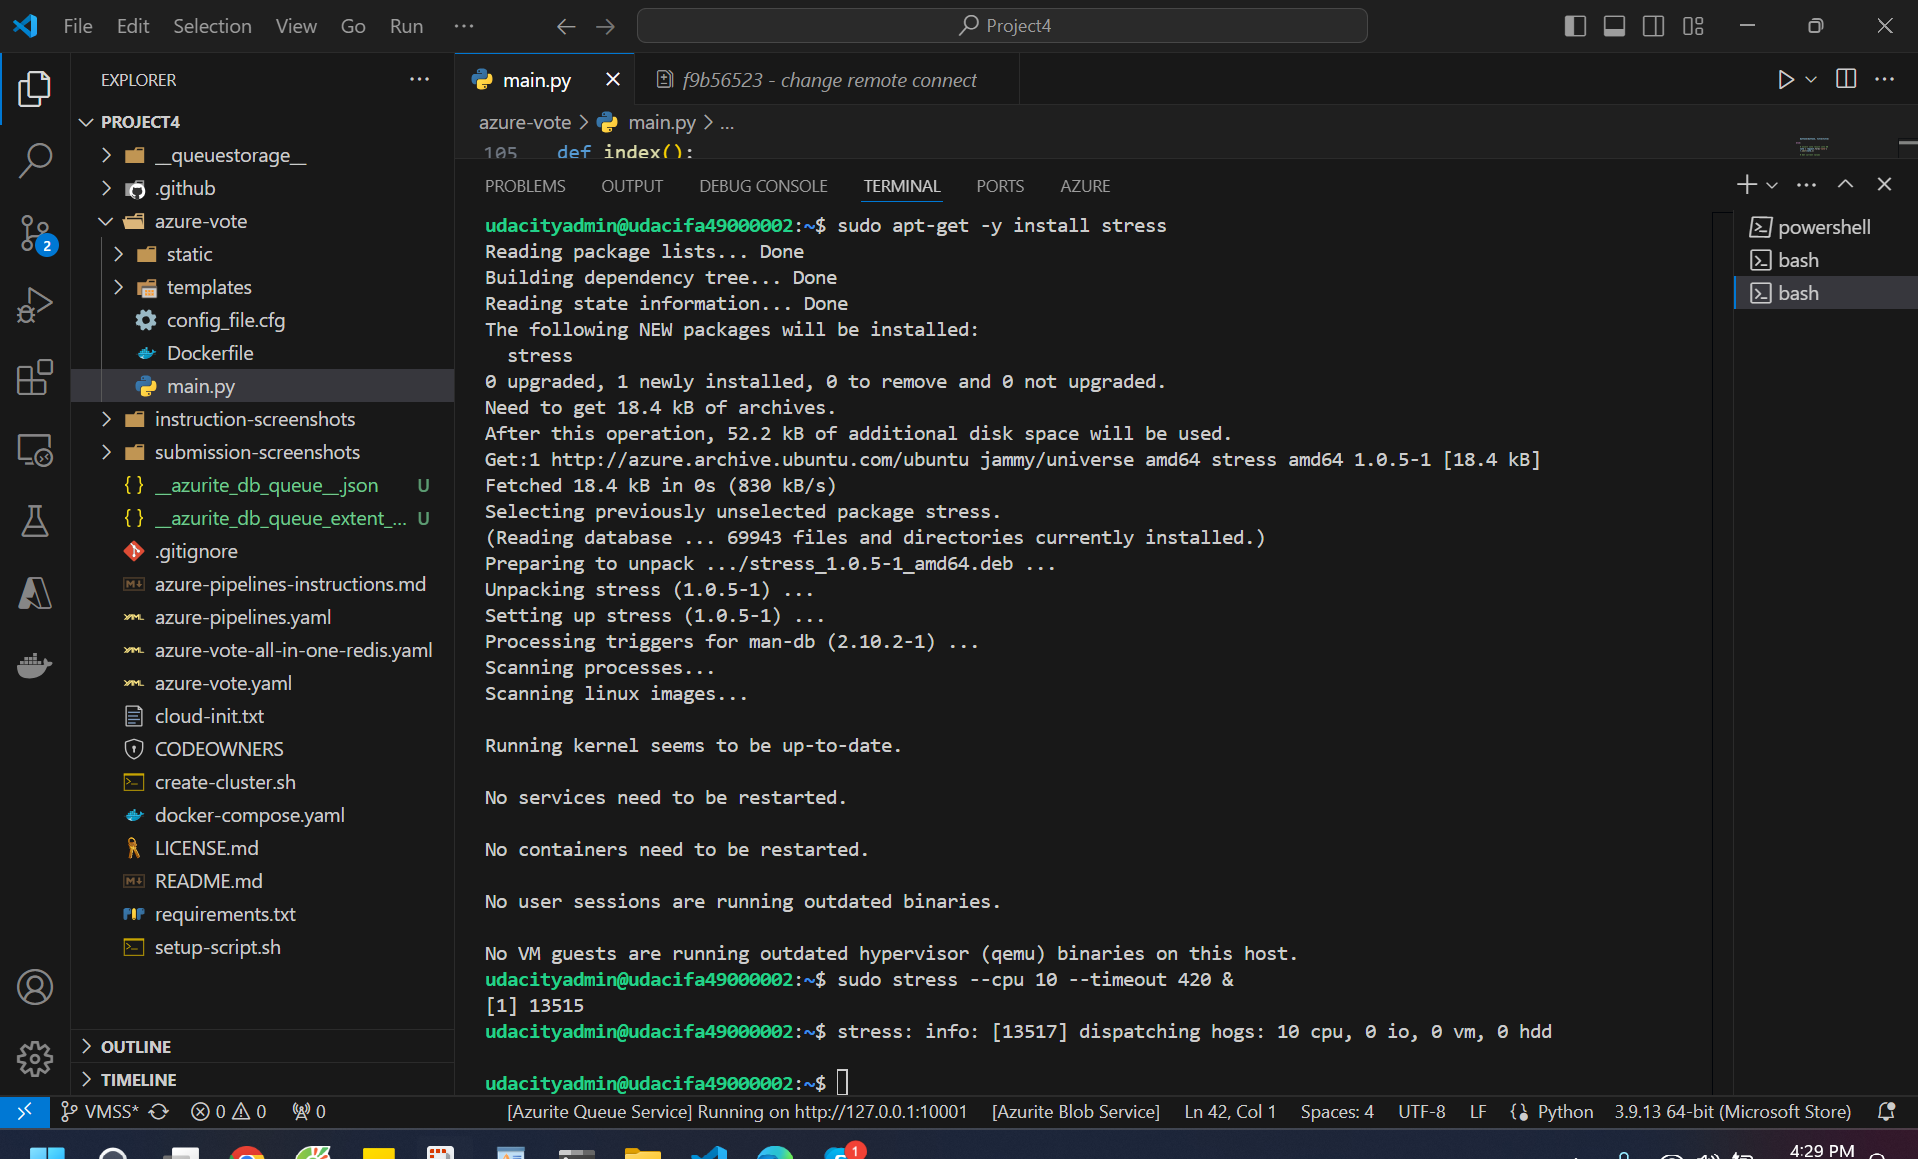 File Edit Selection View Go Run ···
Project4
EXPLORER
PROJECT4
__queuestorage__
.github
azure-vote
static
templates
config_file.cfg
Dockerfile
main.py
instruction-screenshots
submission-screenshots
__azurite_db_queue__.json U
__azurite_db_queue_extent_... U
.gitignore
azure-pipelines-instructions.md
azure-pipelines.yaml
azure-vote-all-in-one-redis.yaml
azure-vote.yaml
cloud-init.txt
CODEOWNERS
create-cluster.sh
docker-compose.yaml
LICENSE.md
README.md
requirements.txt
setup-script.sh
OUTLINE
TIMELINE
2
main.py
f9b56523 - change remote connect
azure-vote > main.py > ...
105 def index():
PROBLEMS OUTPUT DEBUG CONSOLE TERMINAL PORTS AZURE
udacityadmin@udacifa49000002:~$ sudo apt-get -y install stress
Reading package lists... Done
Building dependency tree... Done
Reading state information... Done
The following NEW packages will be installed:
stress
0 upgraded, 1 newly installed, 0 to remove and 0 not upgraded.
Need to get 18.4 kB of archives.
After this operation, 52.2 kB of additional disk space will be used.
Get:1 http://azure.archive.ubuntu.com/ubuntu jammy/universe amd64 stress amd64 1.0.5-1 [18.4 kB]
Fetched 18.4 kB in 0s (830 kB/s)
Selecting previously unselected package stress.
(Reading database ... 69943 files and directories currently installed.)
Preparing to unpack .../stress_1.0.5-1_amd64.deb ...
Unpacking stress (1.0.5-1) ...
Setting up stress (1.0.5-1) ...
Processing triggers for man-db (2.10.2-1) ...
Scanning processes...
Scanning linux images...
Running kernel seems to be up-to-date.
No services need to be restarted.
No containers need to be restarted.
No user sessions are running outdated binaries.
No VM guests are running outdated hypervisor (qemu) binaries on this host.
udacityadmin@udacifa49000002:~$ sudo stress --cpu 10 --timeout 420 &
[1] 13515
udacityadmin@udacifa49000002:~$ stress: info: [13517] dispatching hogs: 10 cpu, 0 io, 0 vm, 0 hdd
udacityadmin@udacifa49000002:~$
powershell
bash
bash
VMSS* 0 0 0 [Azurite Queue Service] Running on http://127.0.0.1:10001 [Azurite Blob Service] Ln 42, Col 1 Spaces: 4 UTF-8 LF Python 3.9.13 64-bit (Microsoft Store)
1
4:29 PM